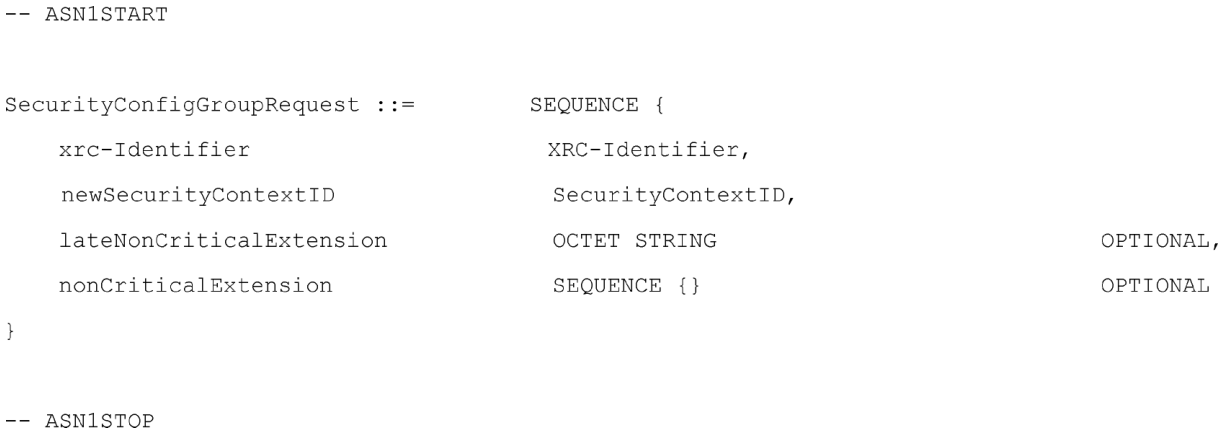 -- ASN1START
SecurityConfigGroupRequest ::= SEQUENCE {
xrc-Identifier XRC-Identifier,
newSecurityContextID SecurityContextID,
lateNonCriticalExtension OCTET STRING OPTIONAL,
nonCriticalExtension SEQUENCE {} OPTIONAL
}
-- ASN1STOP